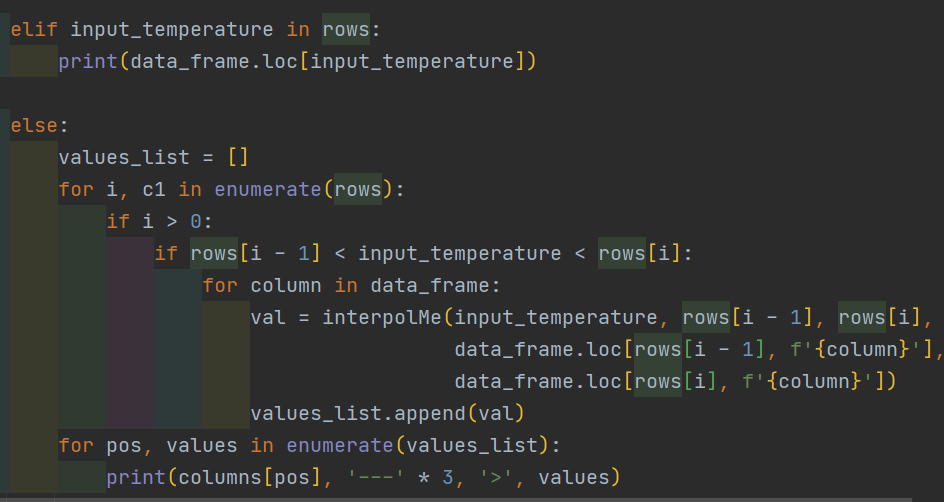 elif input_temperature in rows:
    print(data_frame.loc[input_temperature])

else:
    values_list = []
    for i, c1 in enumerate(rows):
        if i > 0:
            if rows[i - 1] < input_temperature < rows[i]:
                for column in data_frame:
                    val = interpolMe(input_temperature, rows[i - 1], rows[i],
                                     data_frame.loc[rows[i - 1], f'{column}'],
                                     data_frame.loc[rows[i], f'{column}'])
                    values_list.append(val)
    for pos, values in enumerate(values_list):
        print(columns[pos], '---' * 3, '>', values)